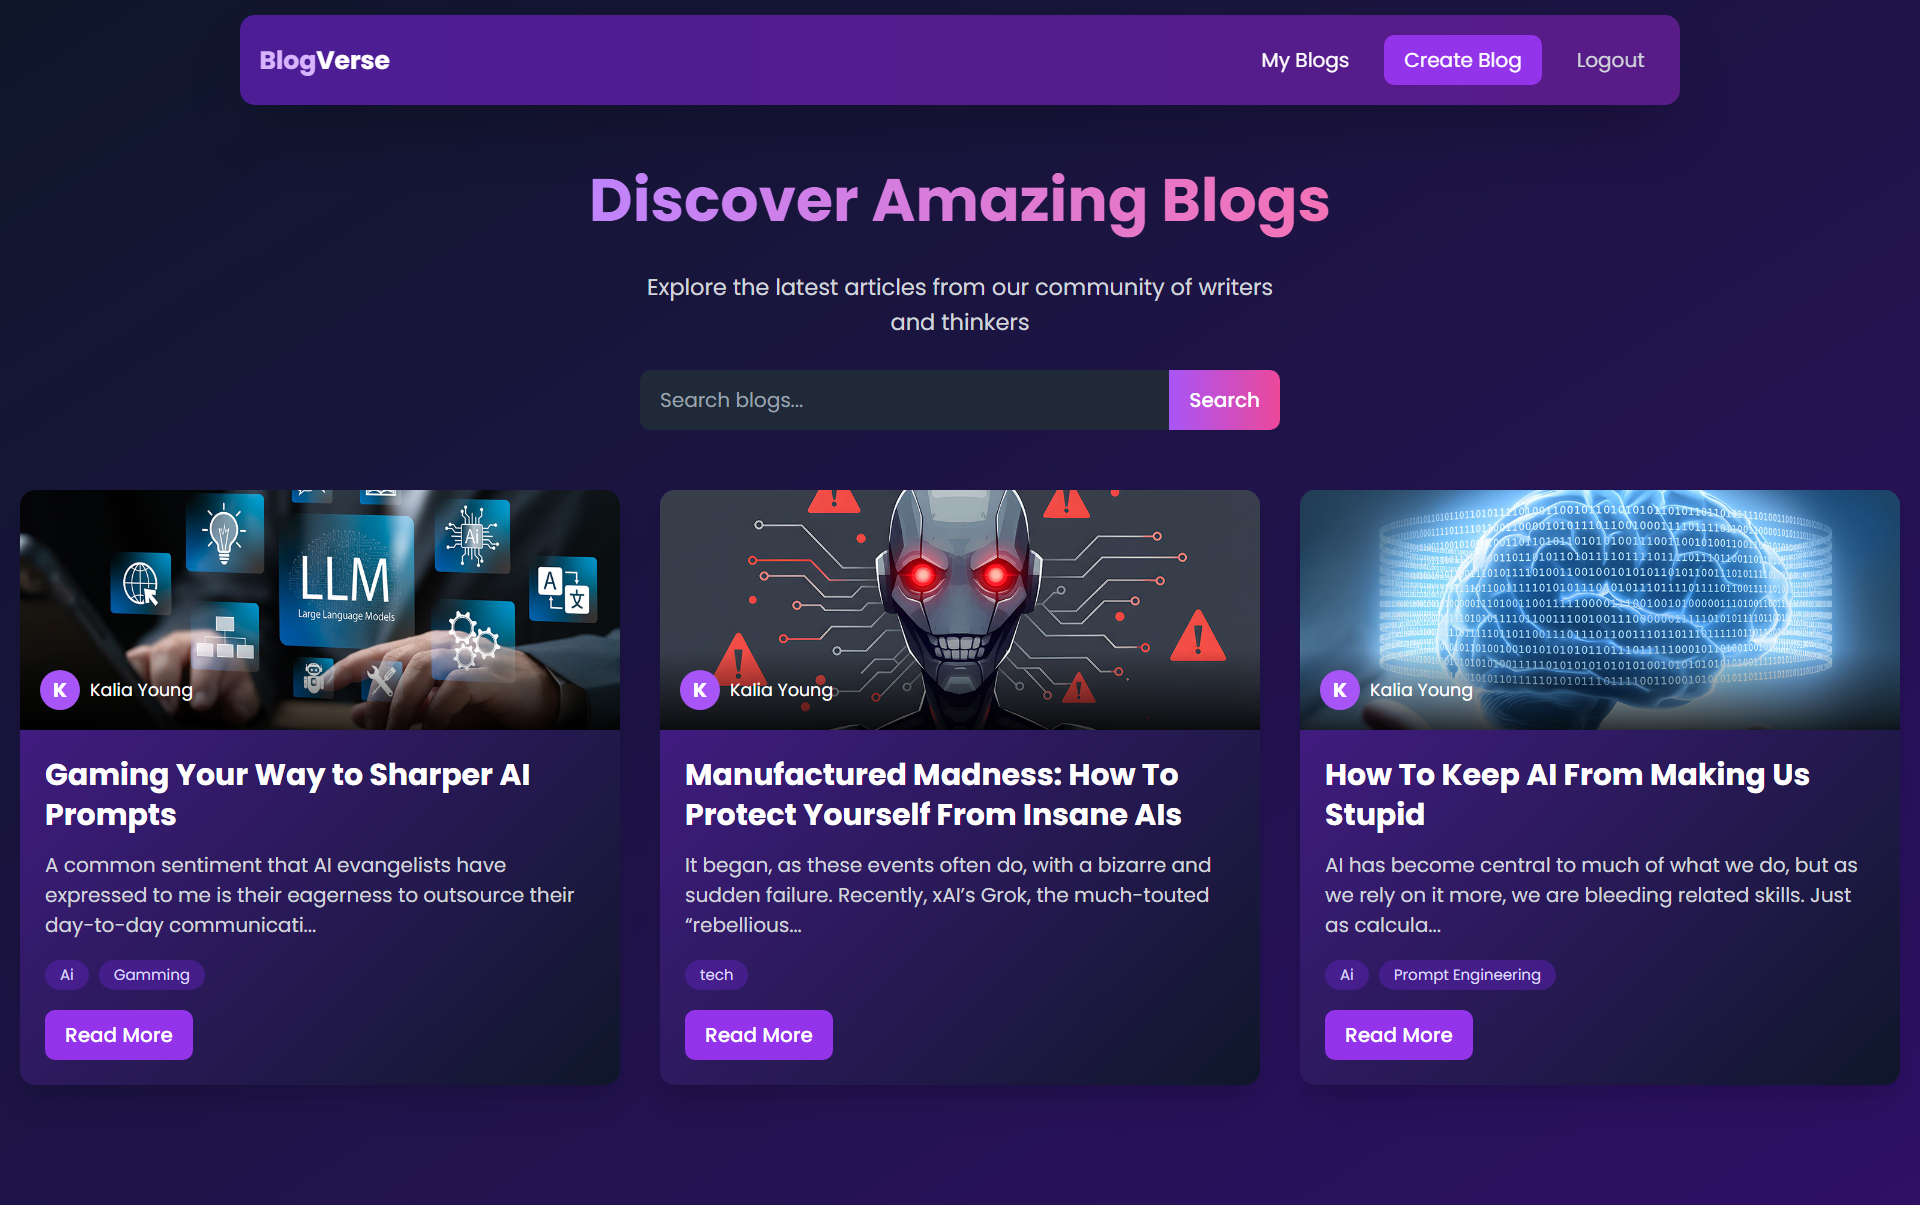 BlogVerse
My Blogs
Create Blog
Logout
Discover Amazing Blogs
Explore the latest articles from our community of writers
and thinkers
Search blogs...
Search
Ai
LLM
Large Language Models
A
文
K
Kalia Young
Gaming Your Way to Sharper AI
Prompts
A common sentiment that AI evangelists have
expressed to me is their eagerness to outsource their
day-to-day communicati...
Ai
Gamming
Read More
K
Kalia Young
Manufactured Madness: How To
Protect Yourself From Insane AIs
It began, as these events often do, with a bizarre and
sudden failure. Recently, xAI’s Grok, the much-touted
“rebellious...
tech
Read More
K
Kalia Young
How To Keep AI From Making Us
Stupid
AI has become central to much of what we do, but as
we rely on it more, we are bleeding related skills. Just
as calcula...
Ai
Prompt Engineering
Read More